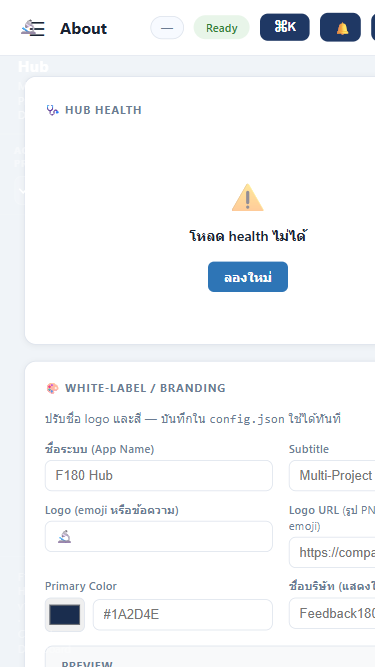 About
—
Ready
⌘K
Hub
HUB HEALTH
โหลด health ไม่ได้
ลองใหม่
WHITE-LABEL / BRANDING
ปรับชื่อ logo และสี — บันทึกใน config.json ใช้ได้ทันที
ชื่อระบบ (App Name)
Subtitle
F180 Hub
Multi-Project
Logo (emoji หรือข้อความ)
Logo URL (รูป PN
emoji)
https://compa
Primary Color
ชื่อบริษัท (แสดงใ
#1A2D4E
Feedback180
PREVIEW